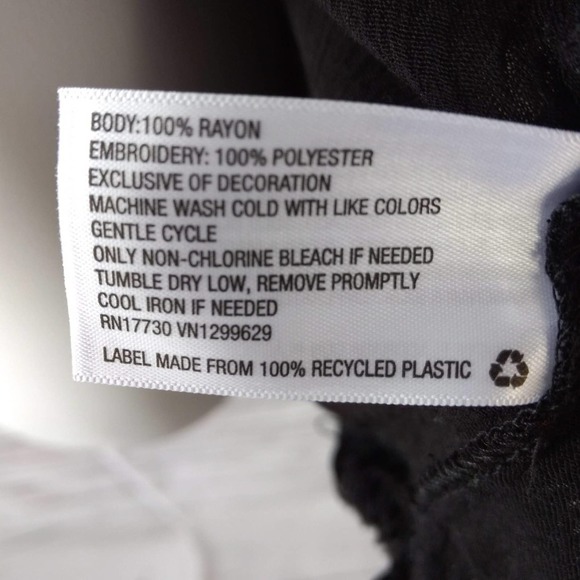 BODY:100% RAYON
EMBROIDERY: 100% POLYESTER
EXCLUSIVE OF DECORATION
MACHINE WASH COLD WITH LIKE COLORS
GENTLE CYCLE
ONLY NON-CHLORINE BLEACH IF NEEDED
TUMBLE DRY LOW, REMOVE PROMPTLY
COOL IRON IF NEEDED
RN17730 VN1299629
LABEL MADE FROM 100% RECYCLED PLASTIC